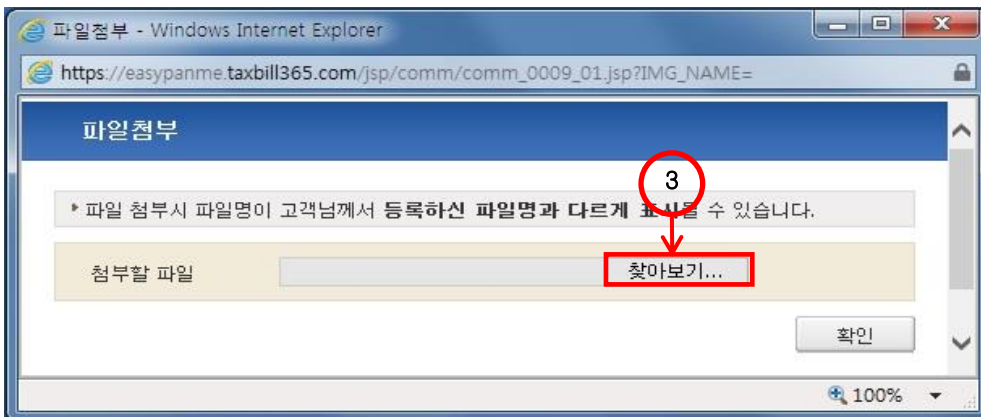 파일첨부 - Windows Internet Explorer
https://easypanme.taxbill365.com/jsp/comm/comm_0009_01.jsp?IMG_NAME=
파일첨부
3
파일 첨부시 파일명이 고객님께서 등록하신 파일명과 다르게 표시될 수 있습니다.
첨부할 파일 찾아보기...
확인
100%